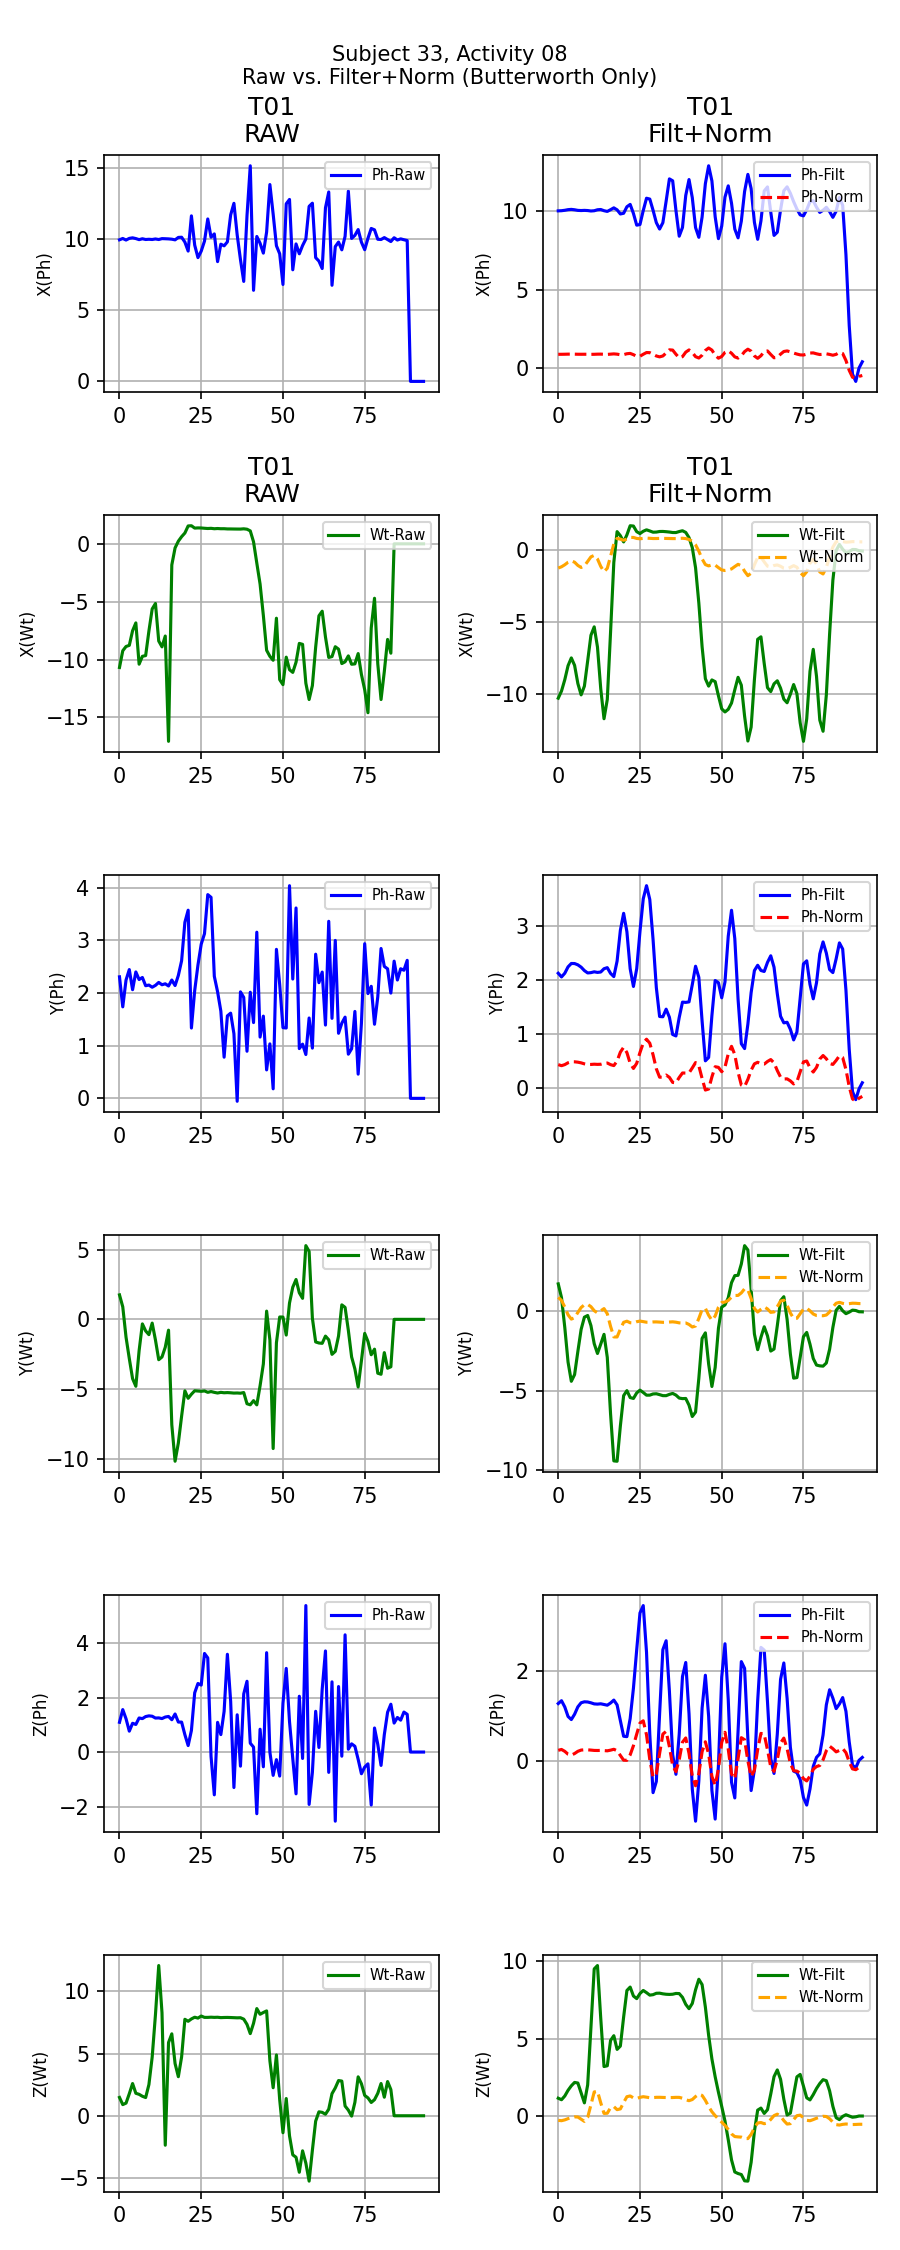 Subject 33, Activity 08
Raw vs. Filter+Norm (Butterworth Only)
T01
RAW
X(Ph)
15
10
5
0
0 25 50 75
Ph-Raw
T01
Filt+Norm
X(Ph)
10
5
0
0 25 50 75
Ph-Filt
Ph-Norm
T01
RAW
X(Wt)
0
−5
−10
−15
0 25 50 75
Wt-Raw
T01
Filt+Norm
X(Wt)
0
−5
−10
0 25 50 75
Wt-Filt
Wt-Norm
Y(Ph)
4
3
2
1
0
0 25 50 75
Ph-Raw
Y(Ph)
3
2
1
0
0 25 50 75
Ph-Filt
Ph-Norm
Y(Wt)
5
0
−5
−10
0 25 50 75
Wt-Raw
Y(Wt)
0
−5
−10
0 25 50 75
Wt-Filt
Wt-Norm
Z(Ph)
4
2
0
−2
0 25 50 75
Ph-Raw
Z(Ph)
2
0
0 25 50 75
Ph-Filt
Ph-Norm
Z(Wt)
10
5
0
−5
0 25 50 75
Wt-Raw
Z(Wt)
10
5
0
0 25 50 75
Wt-Filt
Wt-Norm